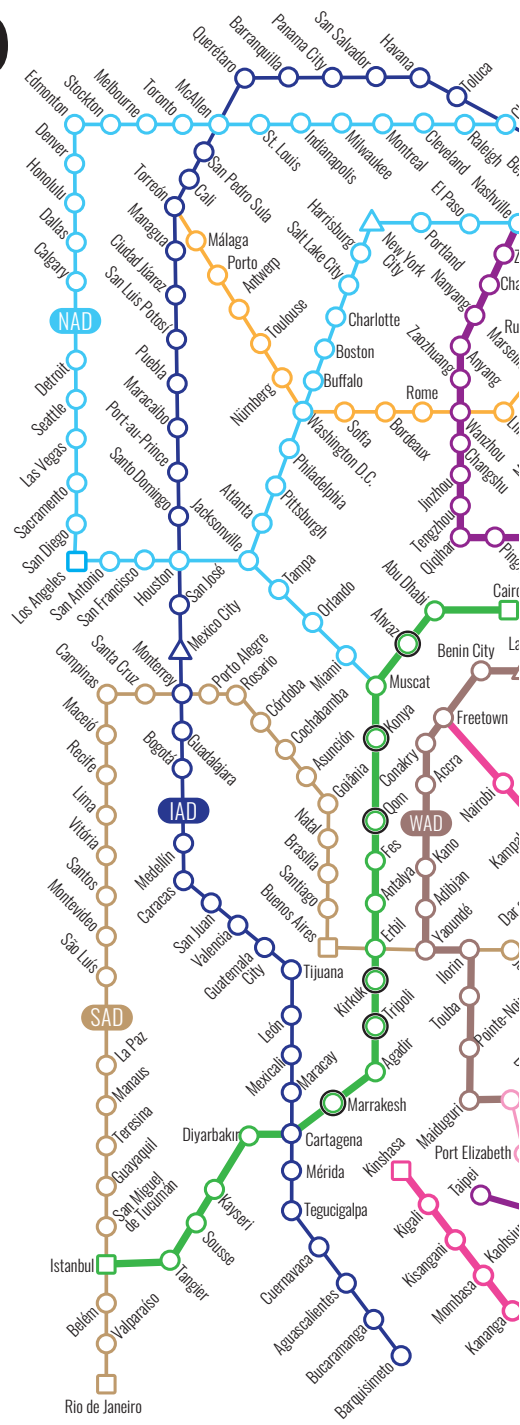 Querétaro
Barranquilla
Panama City
San Salvador
Havana
Toluca
Edmonton
Stockton
Melbourne
Toronto
McAllen
St. Louis
Indianapolis
Milwaukee
Montreal
Cleveland
Raleigh
Denver
Honolulu
Dallas
Calgary
NAD
Detroit
Seattle
Las Vegas
Sacramento
San Diego
Los Angeles
San Antonio
San Francisco
Houston
Jacksonville
San Pedro Sula
Cali
Torreón
Managua
Ciudad Júarez
San Luis Potosí
Puebla
Maracaibo
Port-au-Prince
Santo Domingo
San José
Mexico City
Monterrey
Málaga
Porto
Antwerp
Toulouse
Nürnberg
Washington D.C.
Sofia
Bordeaux
Rome
Harrisburg
Salt Lake City
New York
City
Portland
El Paso
Nashville
Charlotte
Boston
Buffalo
Philadelphia
Pittsburgh
Atlanta
Tampa
Orlando
Miami
Nanyang
Zaozhuang
Anyang
Wanzhou
Changshu
Jinzhou
Tengzhou
Qiqihar
Abu Dhabi
Cairo
Ahvaz
Muscat
Konya
Qom
Fes
Antalya
Erbil
Kirkuk
Tripoli
Agadir
Marrakesh
Cartagena
Diyarbakır
Kayseri
Sousse
Tangier
Istanbul
Benin City
Freetown
Conakry
Accra
WAD
Kano
Adibjan
Yaoundé
Ilorin
Touba
Maiduguri
Nairobi
Port Elizabeth
Taipei
Kinshasa
Kigali
Kisangani
Mombasa
Kananga
Campinas
Santa Cruz
Porto Alegre
Rosario
Córdoba
Cochabamba
Asunción
Goiânia
Natal
Brasília
Santiago
Buenos Aires
Maceió
Recife
Lima
Vitória
Santos
Montevideo
São Luís
SAD
La Paz
Manaus
Teresina
Guayaquil
San Miguel
de Tucumán
Belém
Valparaíso
Rio de Janeiro
Guadalajara
Bogotá
IAD
Medellín
Caracas
San Juan
Valencia
Guatemala
City
Tijuana
León
Mexicali
Maracay
Mérida
Tegucigalpa
Cuernavaca
Aguascalientes
Bucaramanga
Barquisimeto